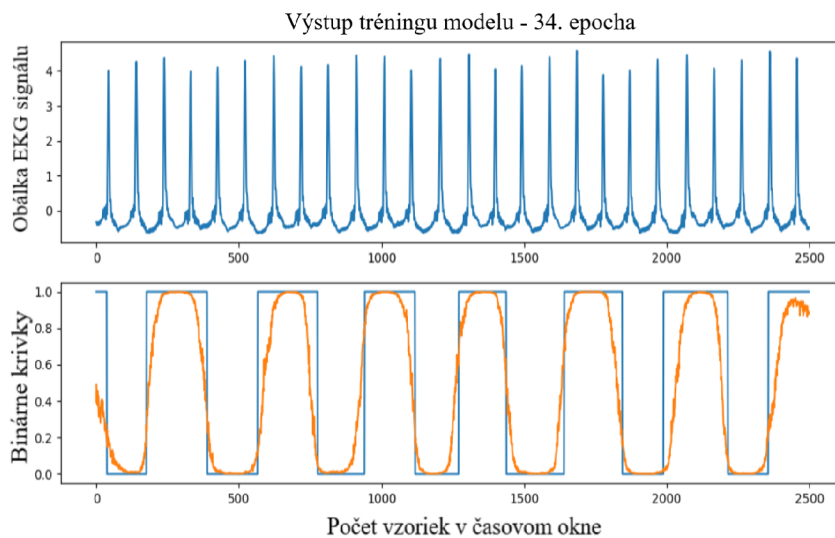 Výstup tréningu modelu - 34. epocha
Obálka EKG signálu
4
3
2
1
0
0 500 1000 1500 2000 2500
Binárne krivky
1.0
0.8
0.6
0.4
0.2
0.0
0 500 1000 1500 2000 2500
Počet vzoriek v časovom okne